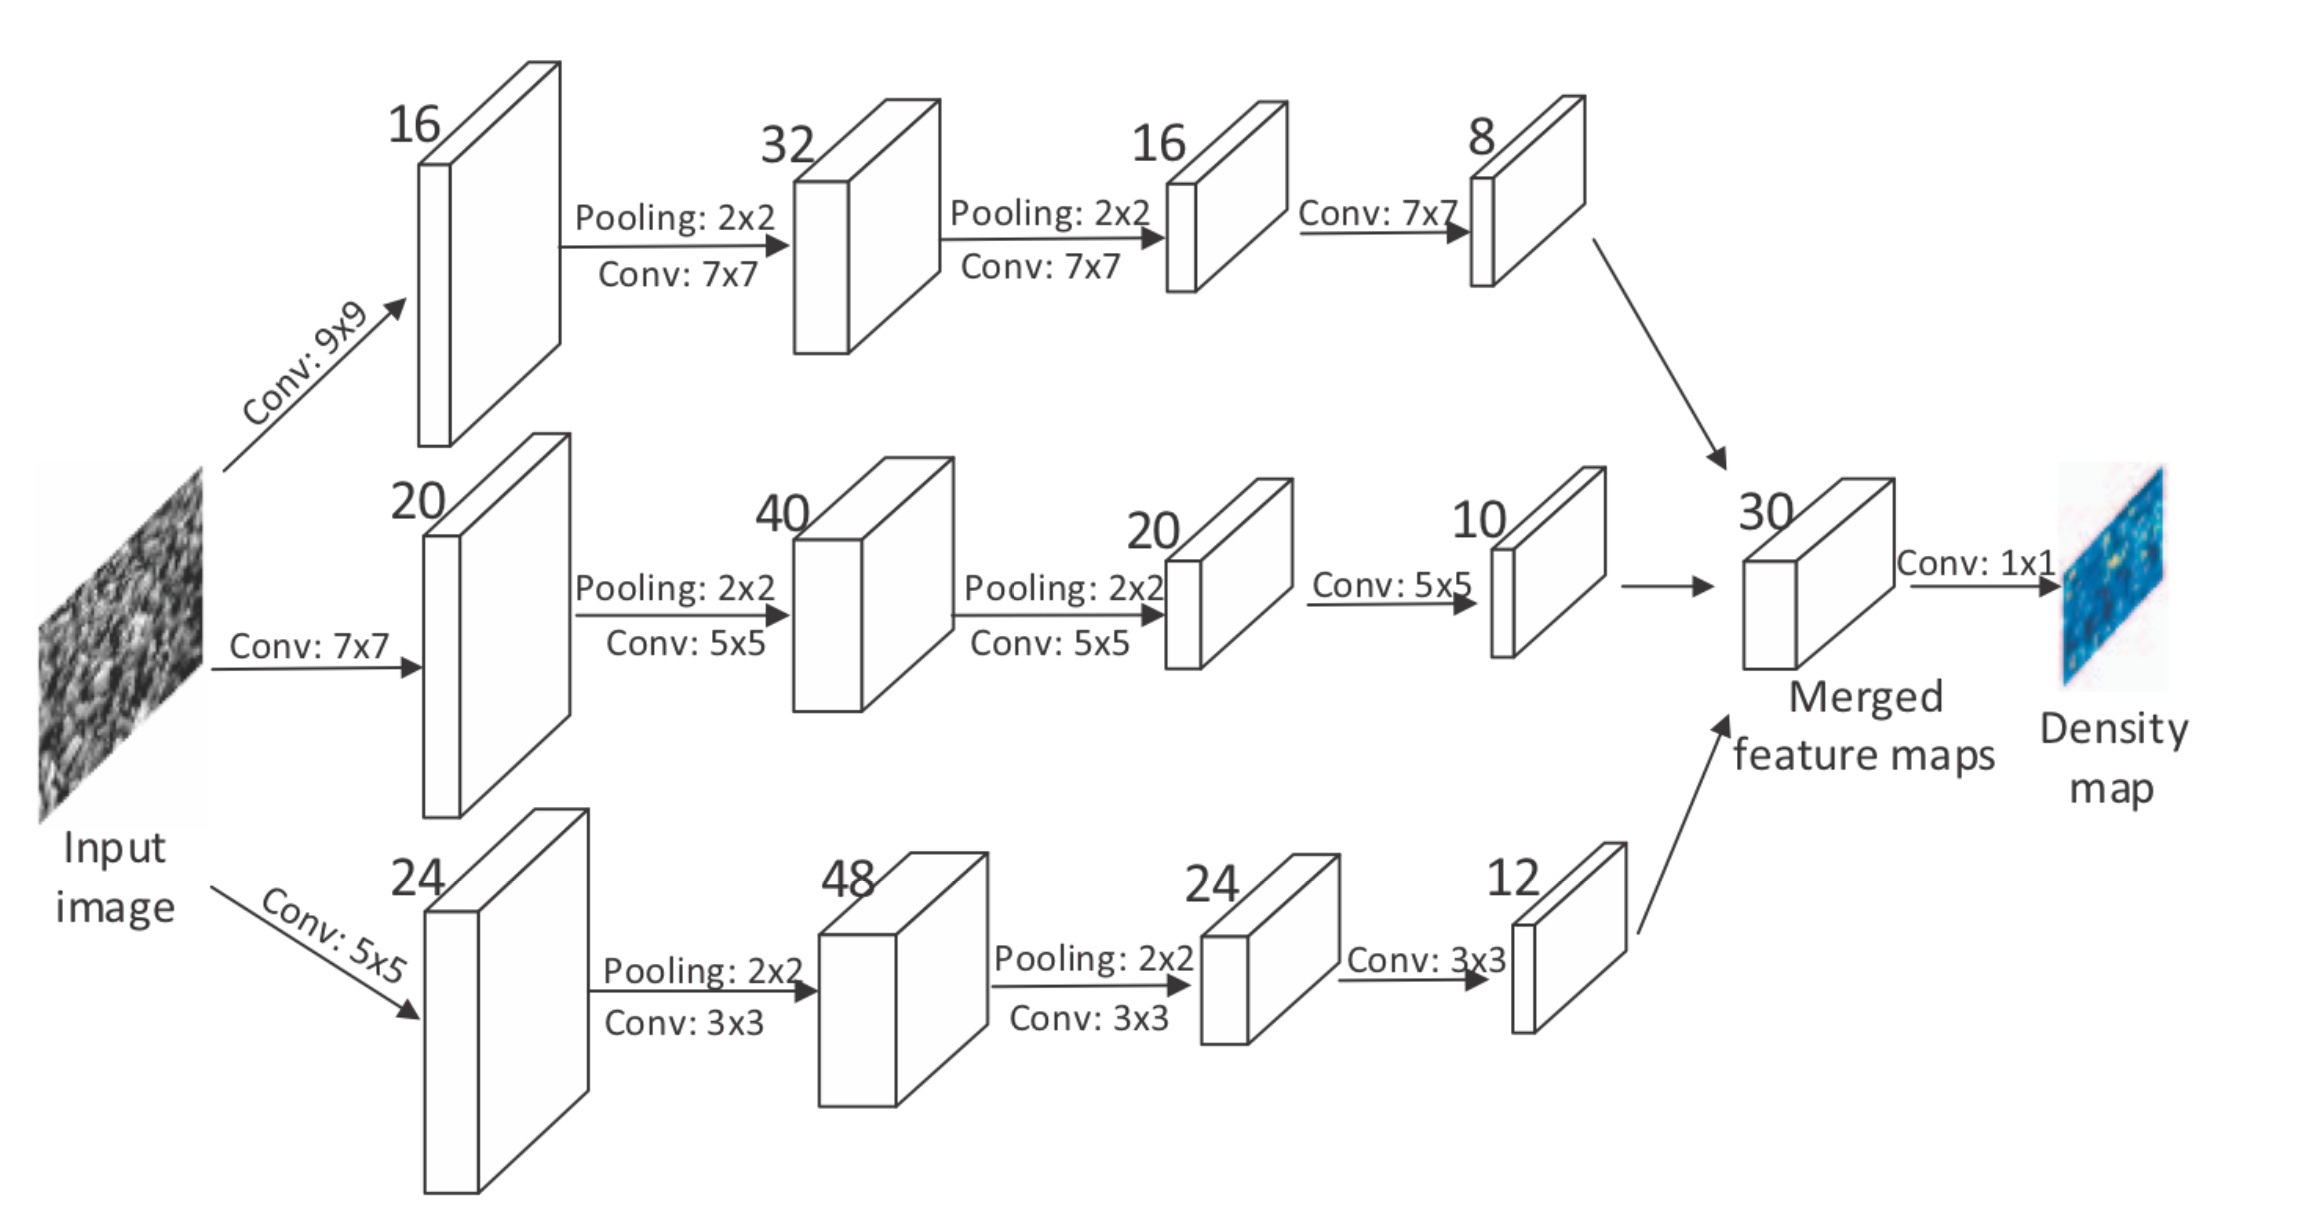 16
32
16
8
Pooling: 2x2
Conv: 7x7
Pooling: 2x2
Conv: 7x7
Conv: 7x7
Conv: 9x9
20
40
20
10
30
Conv: 7x7
Pooling: 2x2
Conv: 5x5
Pooling: 2x2
Conv: 5x5
Conv: 5x5
Conv: 1x1
Merged
feature maps
Density
map
Input
image
24
48
24
12
Conv: 5x5
Pooling: 2x2
Conv: 3x3
Pooling: 2x2
Conv: 3x3
Conv: 3x3